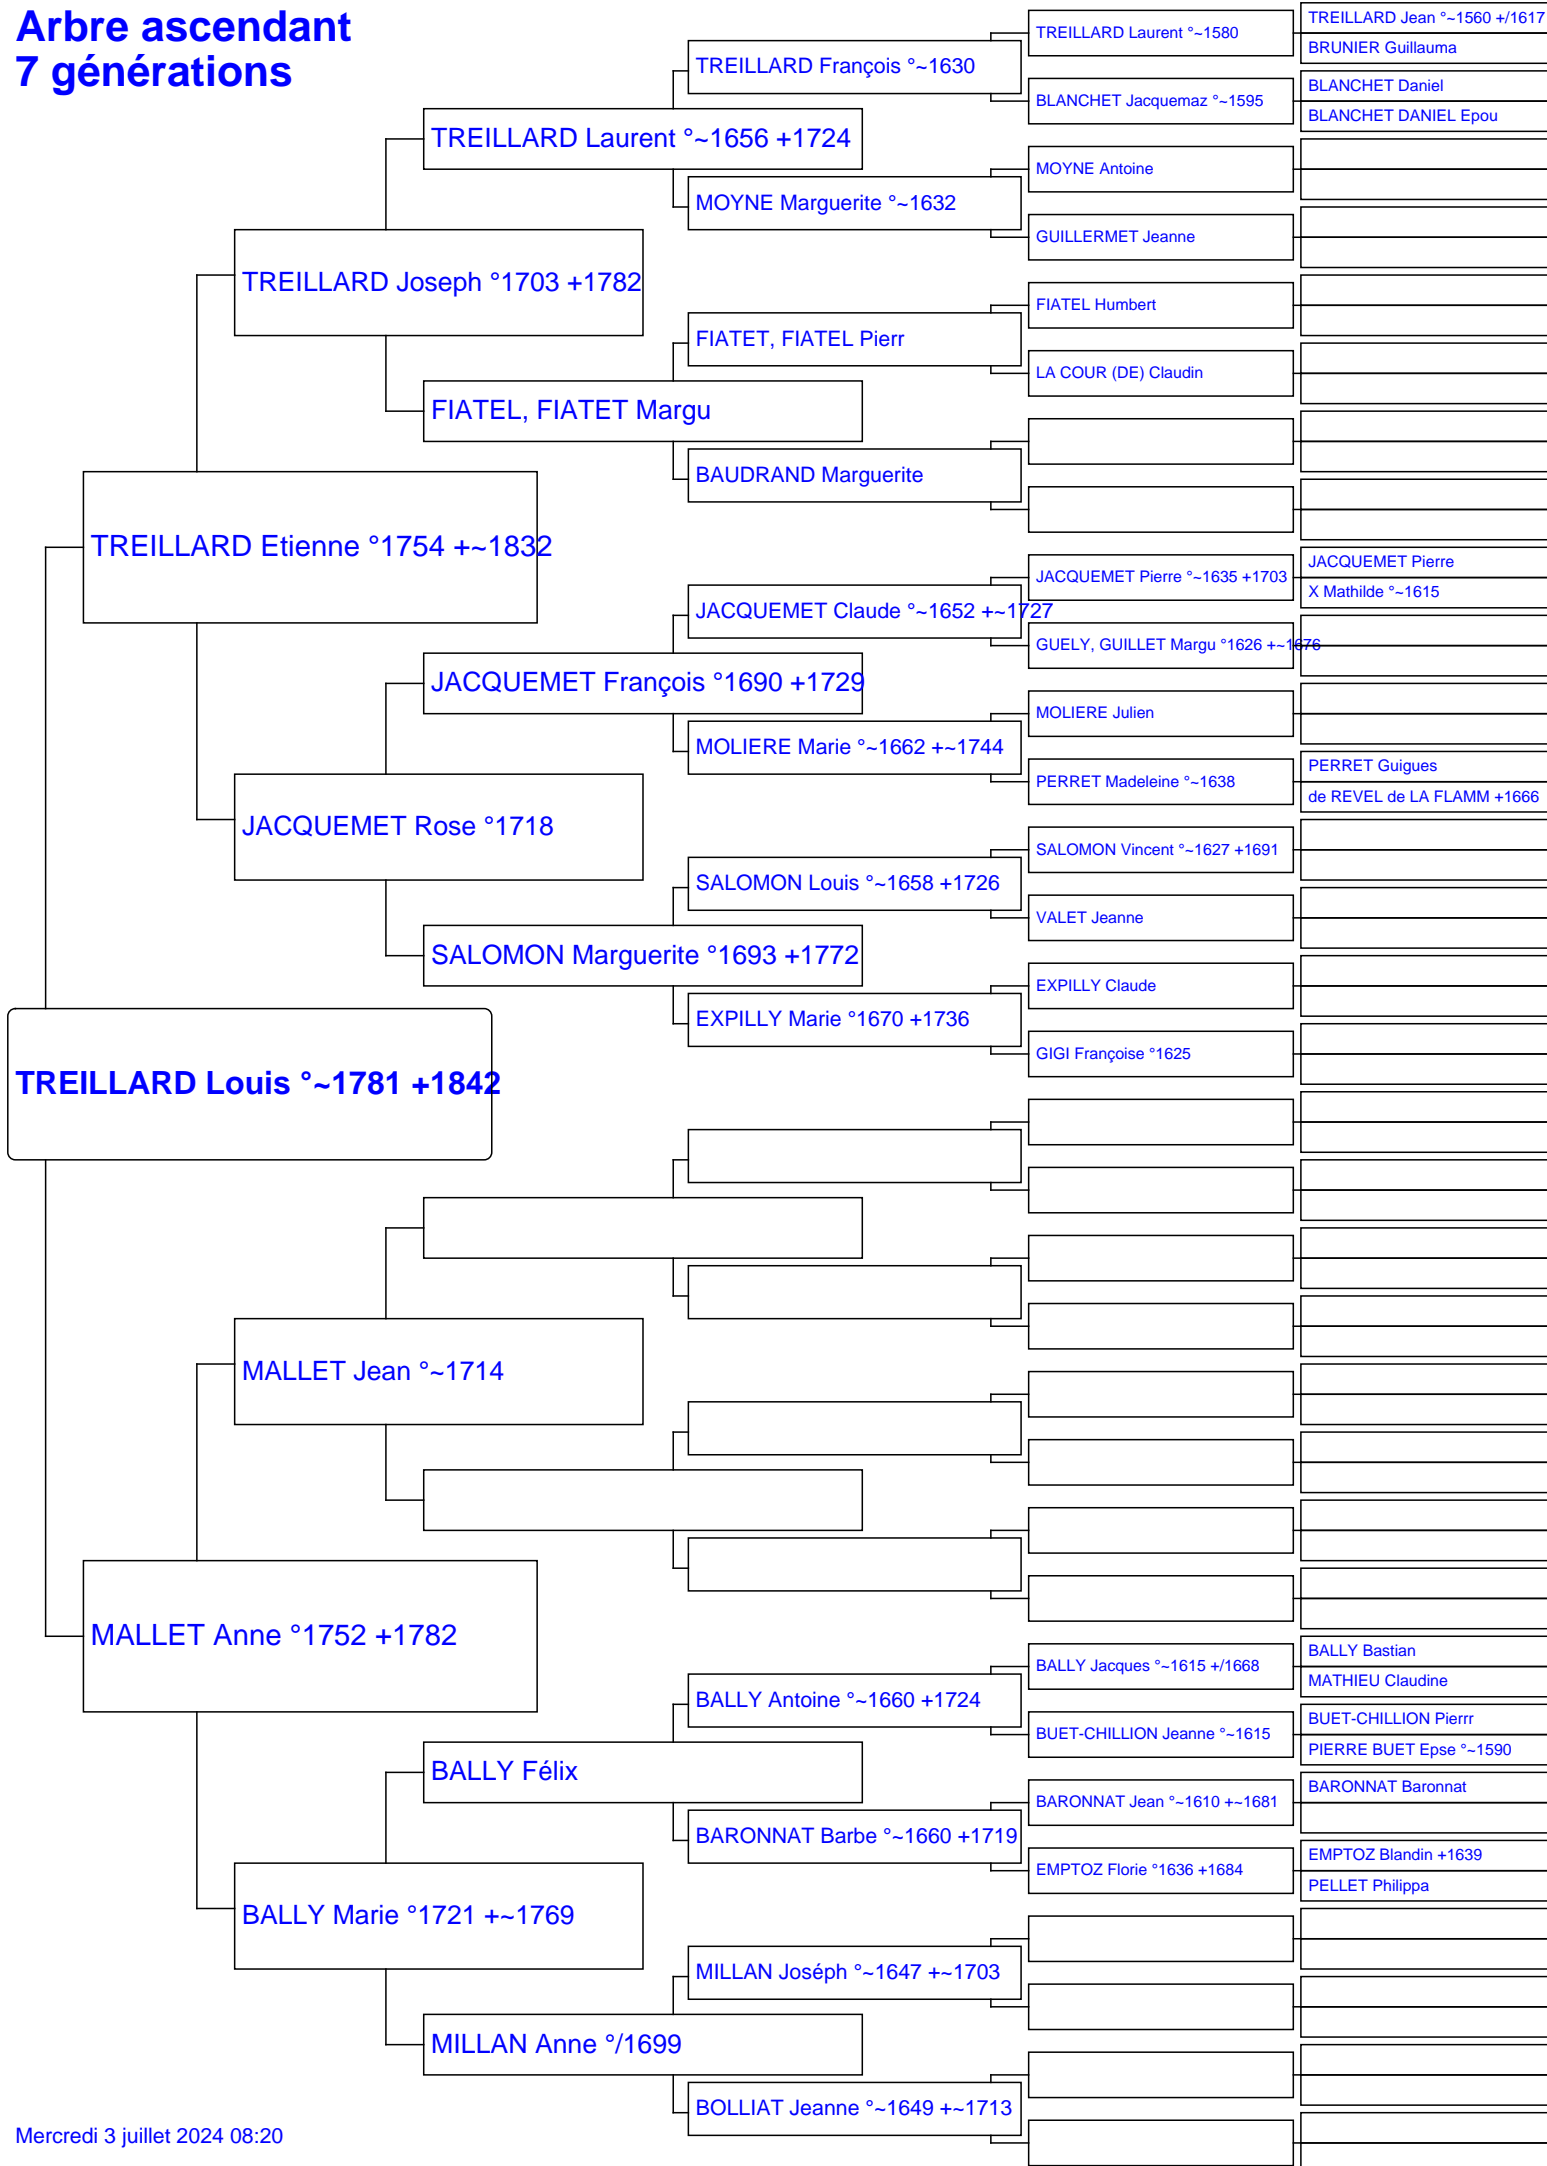 Arbre ascendant
7 générations
TREILLARD Louis °~1781 +1842
TREILLARD Etienne °1754 +~1832
MALLET Anne °1752 +1782
TREILLARD Joseph °1703 +1782
JACQUEMET Rose °1718
MALLET Jean °~1714
BALLY Marie °1721 +~1769
TREILLARD Laurent °~1656 +1724
FIATEL, FIATET Margu
JACQUEMET François °1690 +1729
SALOMON Marguerite °1693 +1772
BALLY Félix
MILLAN Anne °/1699
TREILLARD François °~1630
MOYNE Marguerite °~1632
FIATET, FIATEL Pierr
BAUDRAND Marguerite
JACQUEMET Claude °~1652 +~1727
MOLIERE Marie °~1662 +~1744
SALOMON Louis °~1658 +1726
EXPILLY Marie °1670 +1736
BALLY Antoine °~1660 +1724
BARONNAT Barbe °~1660 +1719
MILLAN Joséph °~1647 +~1703
BOLLIAT Jeanne °~1649 +~1713
TREILLARD Laurent °~1580
BLANCHET Jacquemaz °~1595
MOYNE Antoine
GUILLERMET Jeanne
FIATEL Humbert
LA COUR (DE) Claudin
JACQUEMET Pierre °~1635 +1703
GUELY, GUILLET Margu °1626 +~1676
MOLIERE Julien
PERRET Madeleine °~1638
SALOMON Vincent °~1627 +1691
VALET Jeanne
EXPILLY Claude
GIGI Françoise °1625
BALLY Jacques °~1615 +/1668
BUET-CHILLION Jeanne °~1615
BARONNAT Jean °~1610 +~1681
EMPTOZ Florie °1636 +1684
TREILLARD Jean °~1560 +/1617
BRUNIER Guillauma
BLANCHET Daniel
BLANCHET DANIEL Epou
JACQUEMET Pierre
X Mathilde °~1615
PERRET Guigues
de REVEL de LA FLAMM +1666
BALLY Bastian
MATHIEU Claudine
BUET-CHILLION Pierrr
PIERRE BUET Epse °~1590
BARONNAT Baronnat
EMPTOZ Blandin +1639
PELLET Philippa
Mercredi 3 juillet 2024 08:20